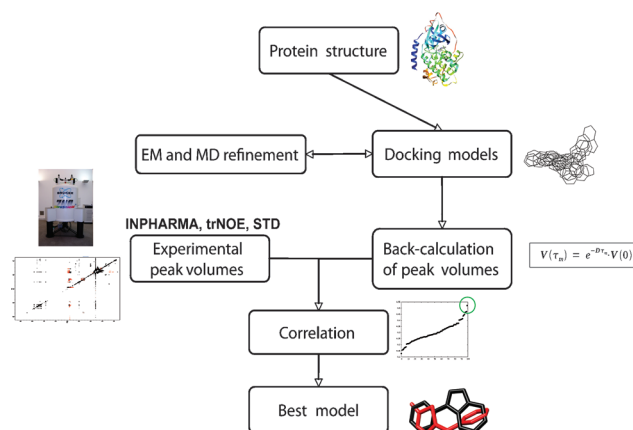 Protein structure
EM and MD refinement
Docking models
INPHARMA, trNOE, STD
Experimental
peak volumes
Back-calculation
of peak volumes
V(τm) = e^−Dτm·V(0)
Correlation
Best model